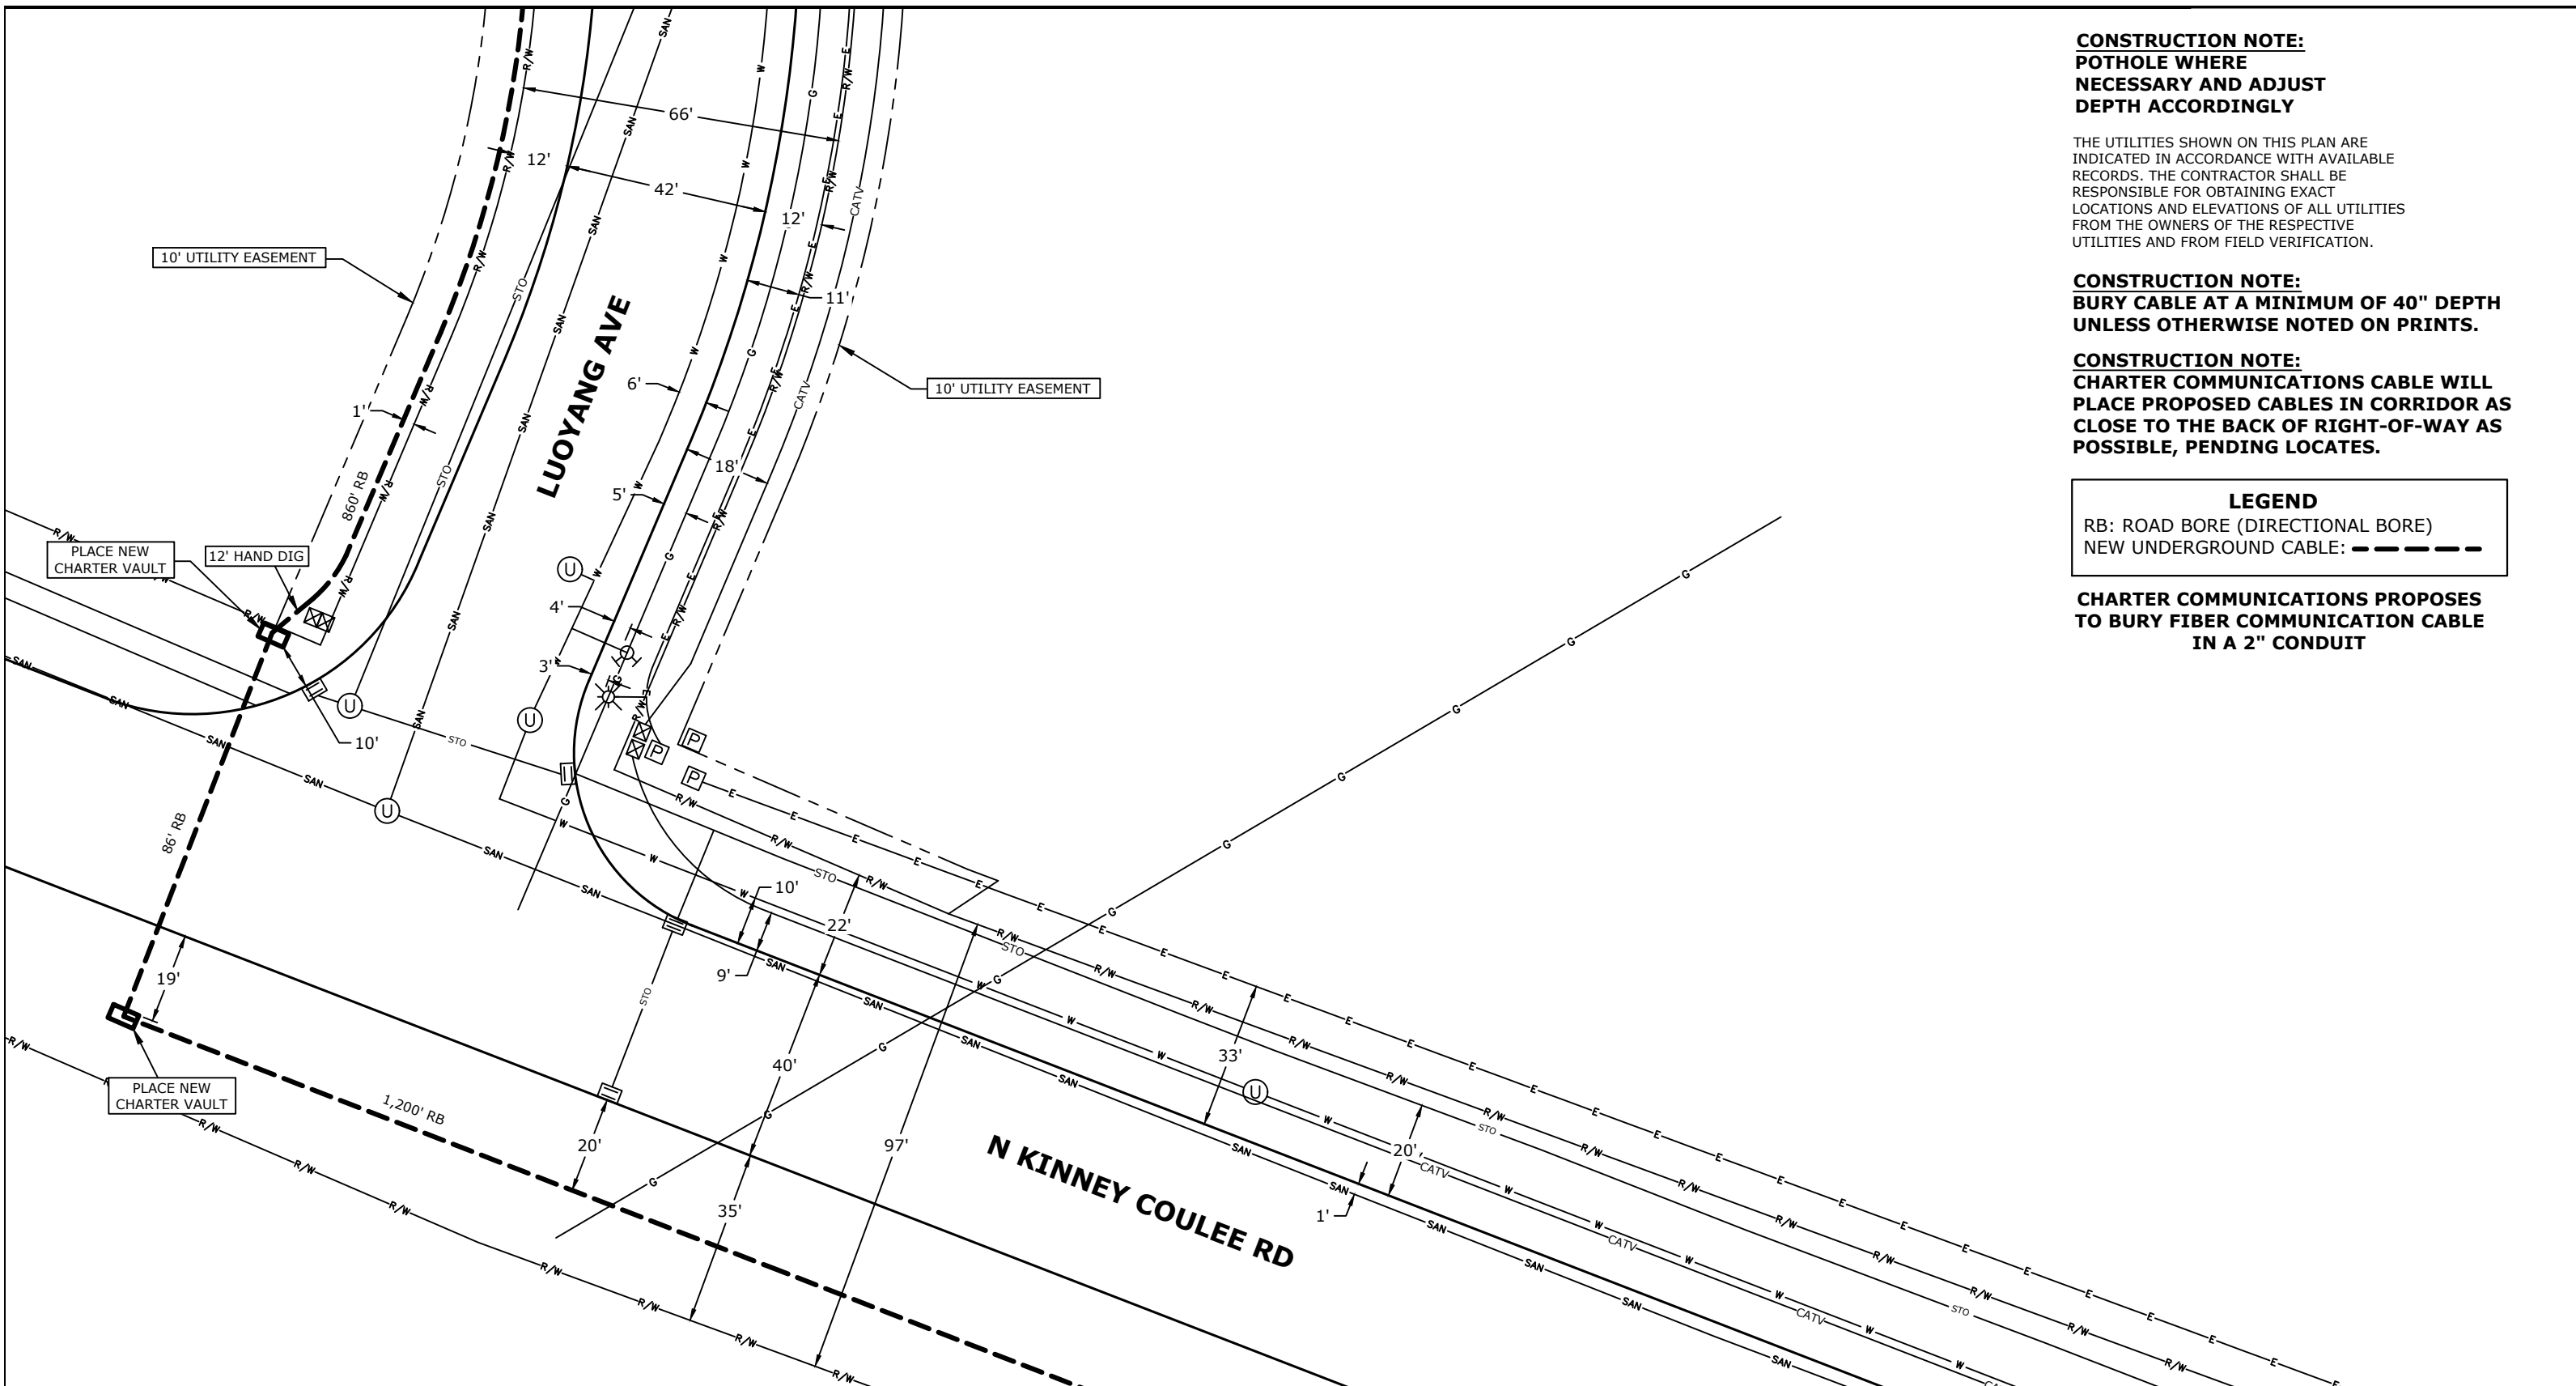 CONSTRUCTION NOTE:
POTHOLE WHERE
NECESSARY AND ADJUST
DEPTH ACCORDINGLY
THE UTILITIES SHOWN ON THIS PLAN ARE
INDICATED IN ACCORDANCE WITH AVAILABLE
RECORDS. THE CONTRACTOR SHALL BE
RESPONSIBLE FOR OBTAINING EXACT
LOCATIONS AND ELEVATIONS OF ALL UTILITIES
FROM THE OWNERS OF THE RESPECTIVE
UTILITIES AND FROM FIELD VERIFICATION.
CONSTRUCTION NOTE:
BURY CABLE AT A MINIMUM OF 40" DEPTH
UNLESS OTHERWISE NOTED ON PRINTS.
CONSTRUCTION NOTE:
CHARTER COMMUNICATIONS CABLE WILL
PLACE PROPOSED CABLES IN CORRIDOR AS
CLOSE TO THE BACK OF RIGHT-OF-WAY AS
POSSIBLE, PENDING LOCATES.
LEGEND
RB: ROAD BORE (DIRECTIONAL BORE)
NEW UNDERGROUND CABLE:
CHARTER COMMUNICATIONS PROPOSES
TO BURY FIBER COMMUNICATION CABLE
IN A 2" CONDUIT
66'
12'
42'
12'
10' UTILITY EASEMENT
11'
10' UTILITY EASEMENT
LUOYANG AVE
6'
1'
18'
5'
860' RB
PLACE NEW
CHARTER VAULT
12' HAND DIG
4'
3'
10'
86' RB
10'
22'
9'
19'
40'
33'
PLACE NEW
CHARTER VAULT
1,200' RB
20'
97'
20'
35'
1'
N KINNEY COULEE RD
R/W
SAN
STO
W
G
E
CATV
U
U
U
U
U
P
P
P